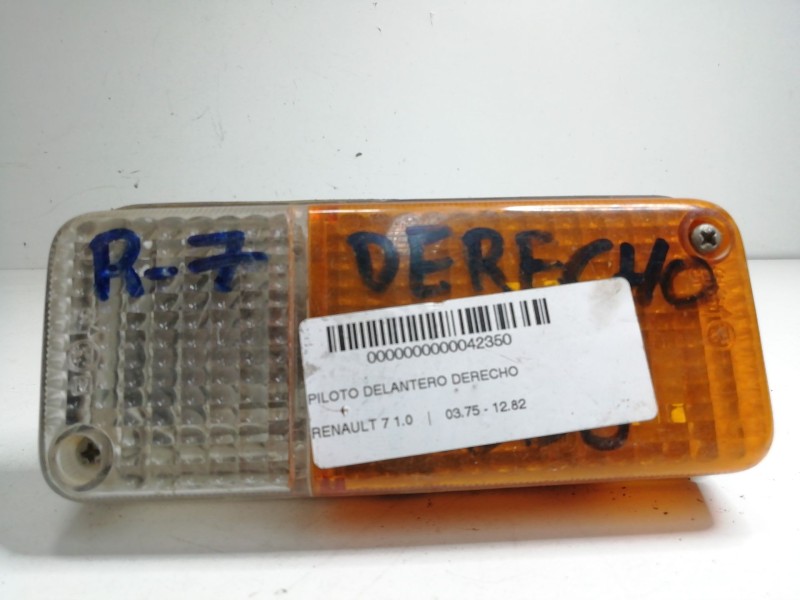 R-7 DERECHO
0000000000042350
PILOTO DELANTERO DERECHO
RENAULT 7 1.0 | 03.75 - 12.82